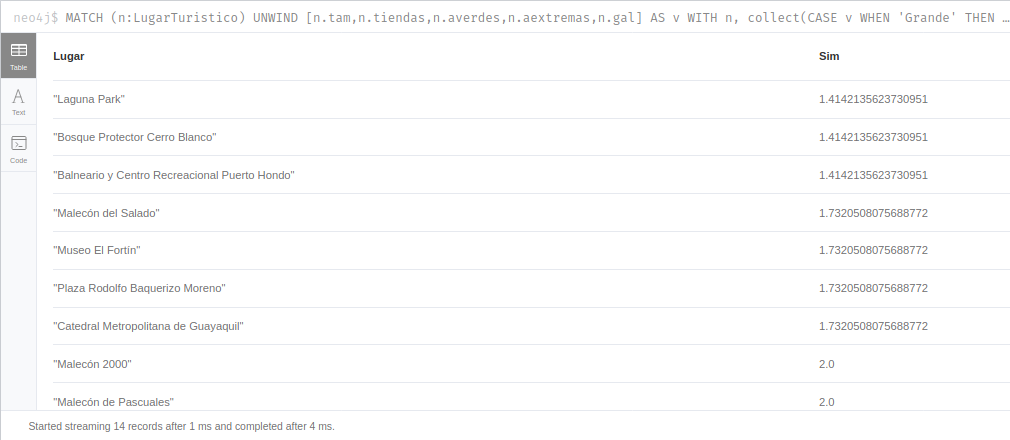 neo4j$ MATCH (n:LugarTuristico) UNWIND [n.tam,n.tiendas,n.averdes,n.aextremas,n.gal] AS v WITH n, collect(CASE v WHEN 'Grande' THEN …
Table
Lugar Sim
"Laguna Park" 1.4142135623730951
Text
"Bosque Protector Cerro Blanco" 1.4142135623730951
Code
"Balneario y Centro Recreacional Puerto Hondo" 1.4142135623730951
"Malecón del Salado" 1.7320508075688772
"Museo El Fortín" 1.7320508075688772
"Plaza Rodolfo Baquerizo Moreno" 1.7320508075688772
"Catedral Metropolitana de Guayaquil" 1.7320508075688772
"Malecón 2000" 2.0
"Malecón de Pascuales" 2.0
Started streaming 14 records after 1 ms and completed after 4 ms.